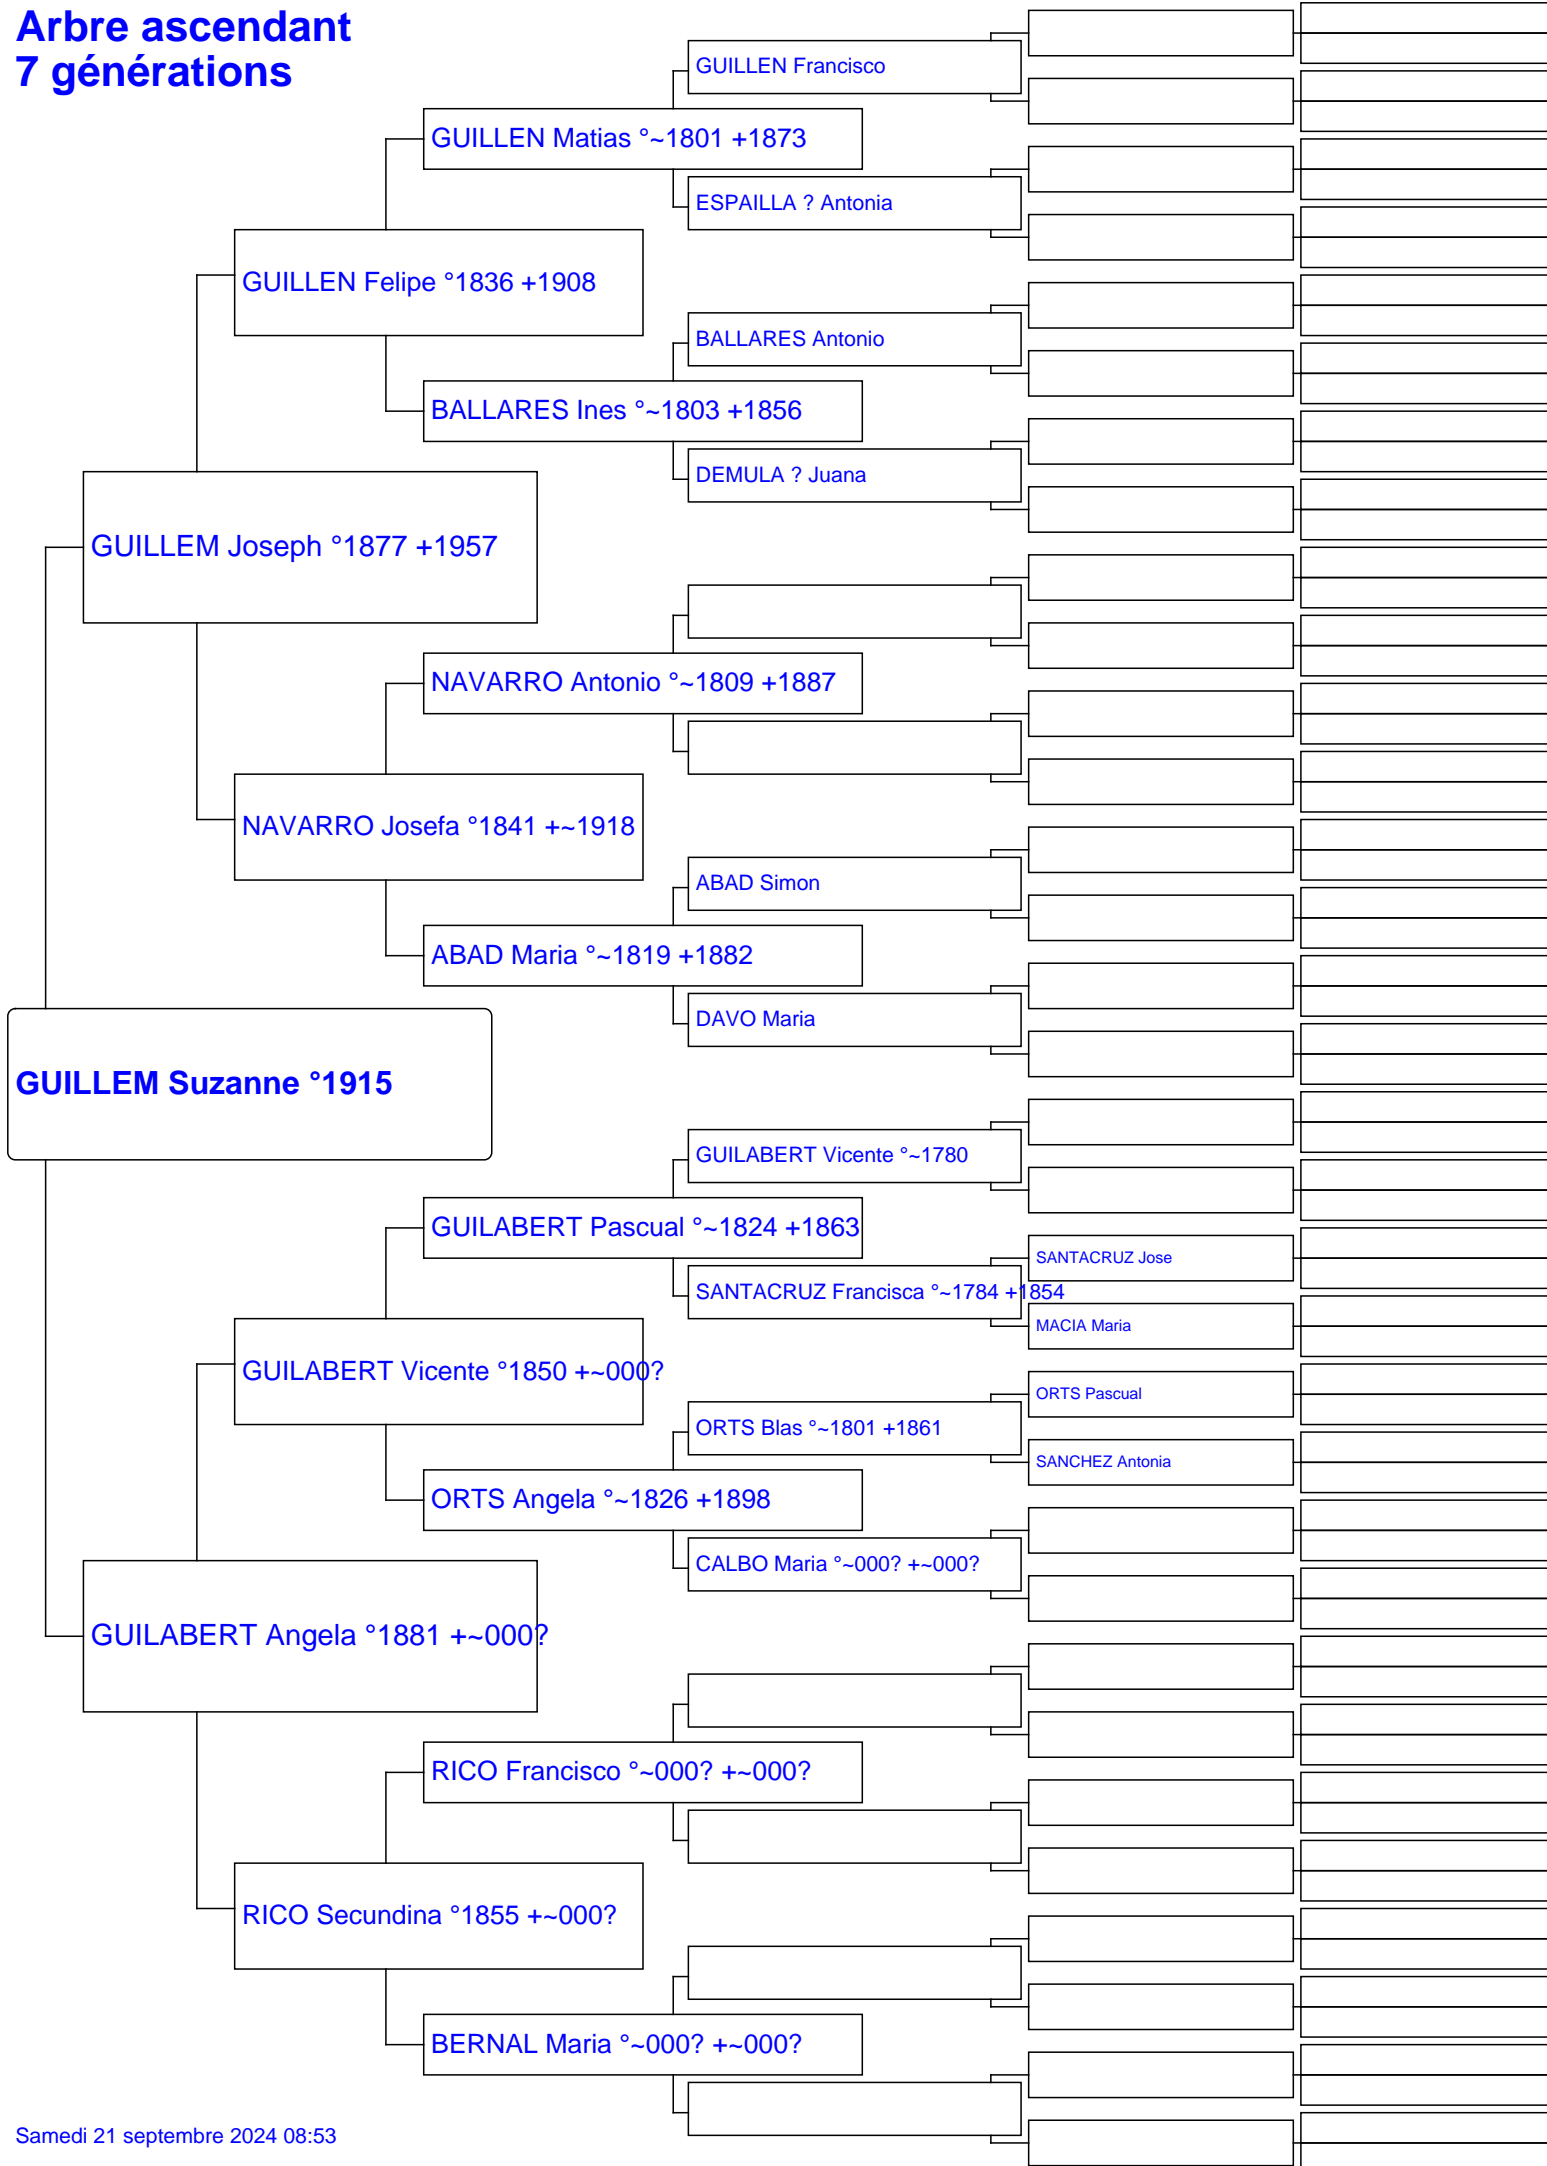 Arbre ascendant
7 générations
GUILLEN Francisco
GUILLEN Matias °~1801 +1873
ESPAILLA ? Antonia
GUILLEN Felipe °1836 +1908
BALLARES Antonio
BALLARES Ines °~1803 +1856
DEMULA ? Juana
GUILLEM Joseph °1877 +1957
NAVARRO Antonio °~1809 +1887
NAVARRO Josefa °1841 +~1918
ABAD Simon
ABAD Maria °~1819 +1882
DAVO Maria
GUILLEM Suzanne °1915
GUILABERT Vicente °~1780
GUILABERT Pascual °~1824 +1863
SANTACRUZ Jose
SANTACRUZ Francisca °~1784 +1854
MACIA Maria
GUILABERT Vicente °1850 +~000?
ORTS Pascual
ORTS Blas °~1801 +1861
SANCHEZ Antonia
ORTS Angela °~1826 +1898
CALBO Maria °~000? +~000?
GUILABERT Angela °1881 +~000?
RICO Francisco °~000? +~000?
RICO Secundina °1855 +~000?
BERNAL Maria °~000? +~000?
Samedi 21 septembre 2024 08:53